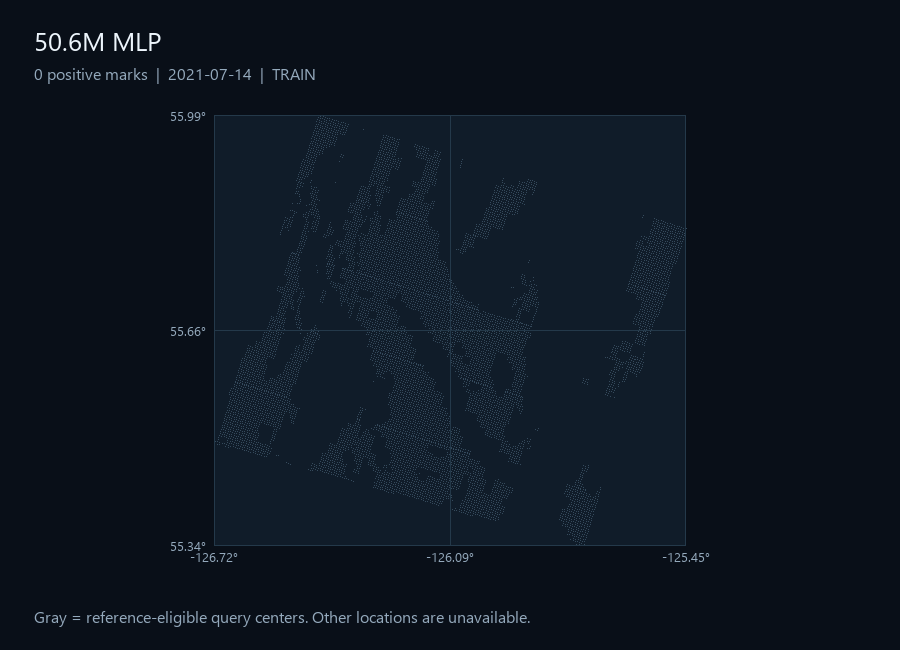 50.6M MLP
0 positive marks | 2021-07-14 | TRAIN
55.99°
55.66°
55.34°
-126.72° -126.09° -125.45°
Gray = reference-eligible query centers. Other locations are unavailable.